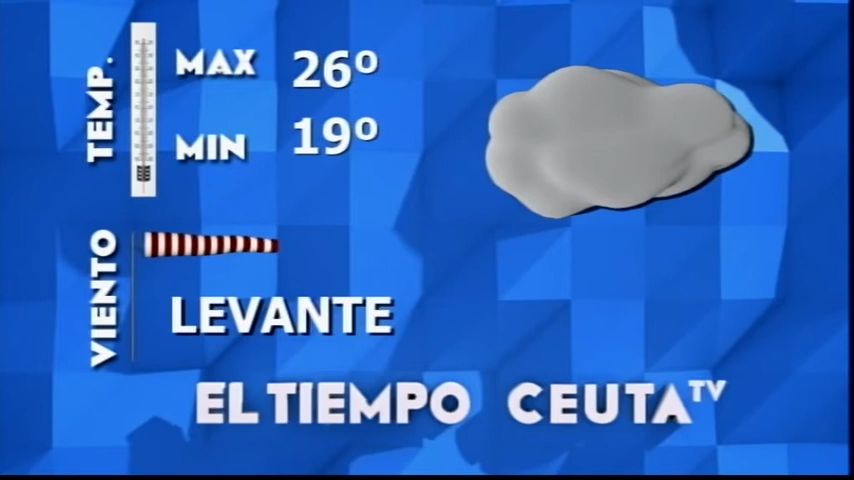 TEMP.
MAX 26º
MIN 19º
VIENTO
LEVANTE
EL TIEMPO CEUTA TV